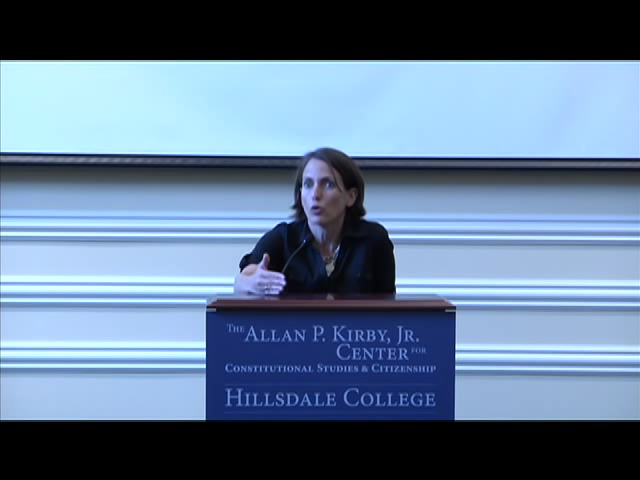 THE ALLAN P. KIRBY, JR.
CENTER FOR
CONSTITUTIONAL STUDIES & CITIZENSHIP
HILLSDALE COLLEGE